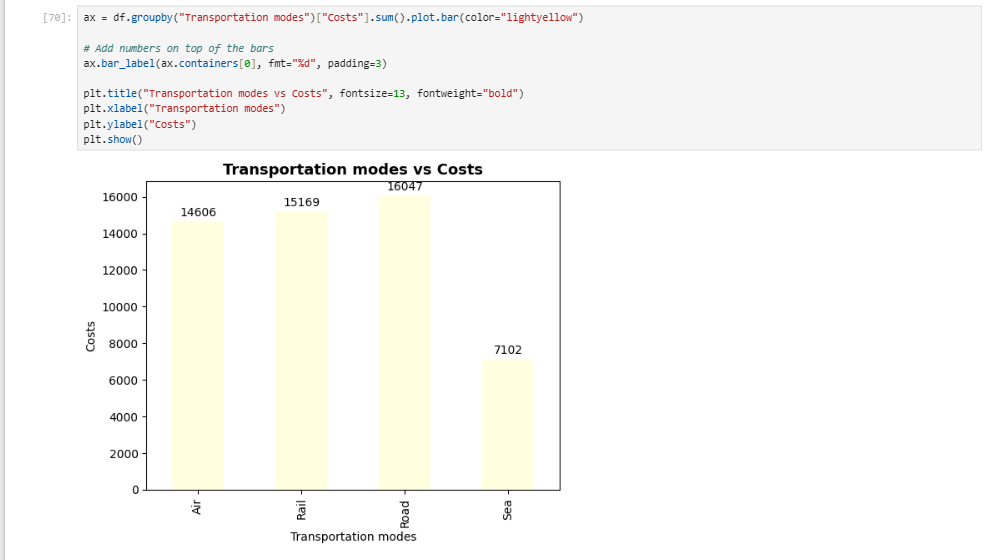 [70]: ax = df.groupby("Transportation modes")["Costs"].sum().plot.bar(color="lightyellow")
# Add numbers on top of the bars
ax.bar_label(ax.containers[0], fmt="%d", padding=3)
plt.title("Transportation modes vs Costs", fontsize=13, fontweight="bold")
plt.xlabel("Transportation modes")
plt.ylabel("Costs")
plt.show()
Transportation modes vs Costs
16047
16000
15169
14606
14000
12000
10000
Costs
8000
7102
6000
4000
2000
0
Air
Rail
Road
Sea
Transportation modes